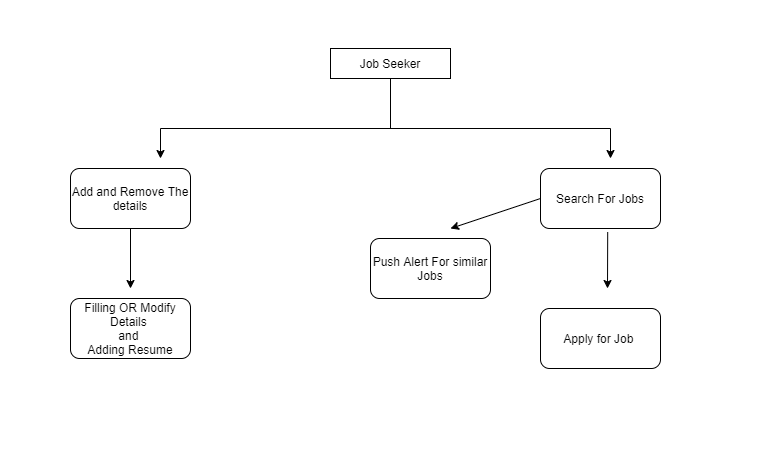 Job Seeker
Add and Remove The
details
Search For Jobs
Push Alert For similar
Jobs
Filling OR Modify
Details
and
Adding Resume
Apply for Job